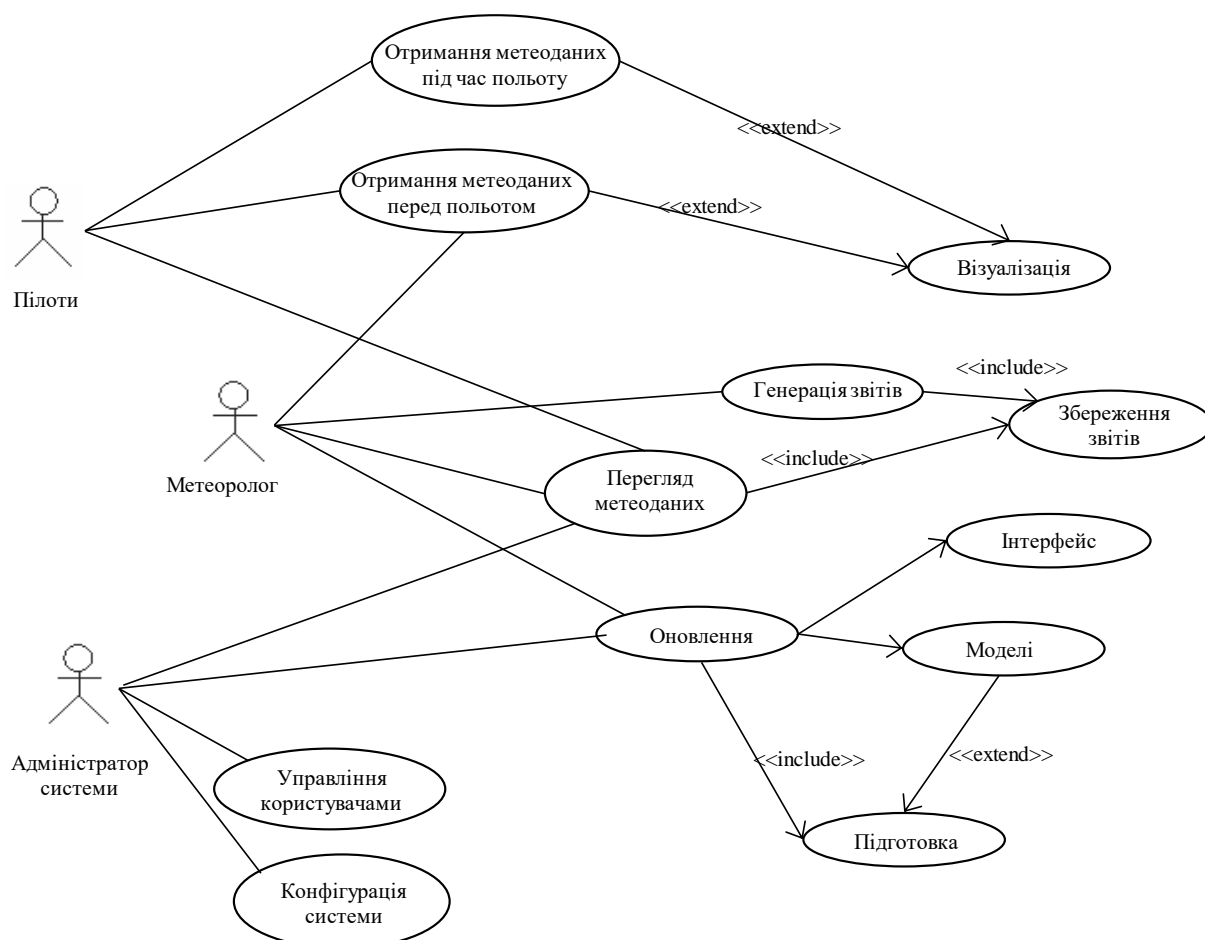 Отримання метеоданих
під час польоту
<<extend>>
Отримання метеоданих
перед польотом
<<extend>>
Візуалізація
Пілоти
Генерація звітів
<<include>>
Збереження
звітів
Метеоролог
Перегляд
метеоданих
<<include>>
Інтерфейс
Оновлення
Моделі
Адміністратор
системи
<<include>>
<<extend>>
Управління
користувачами
Підготовка
Конфігурація
системи